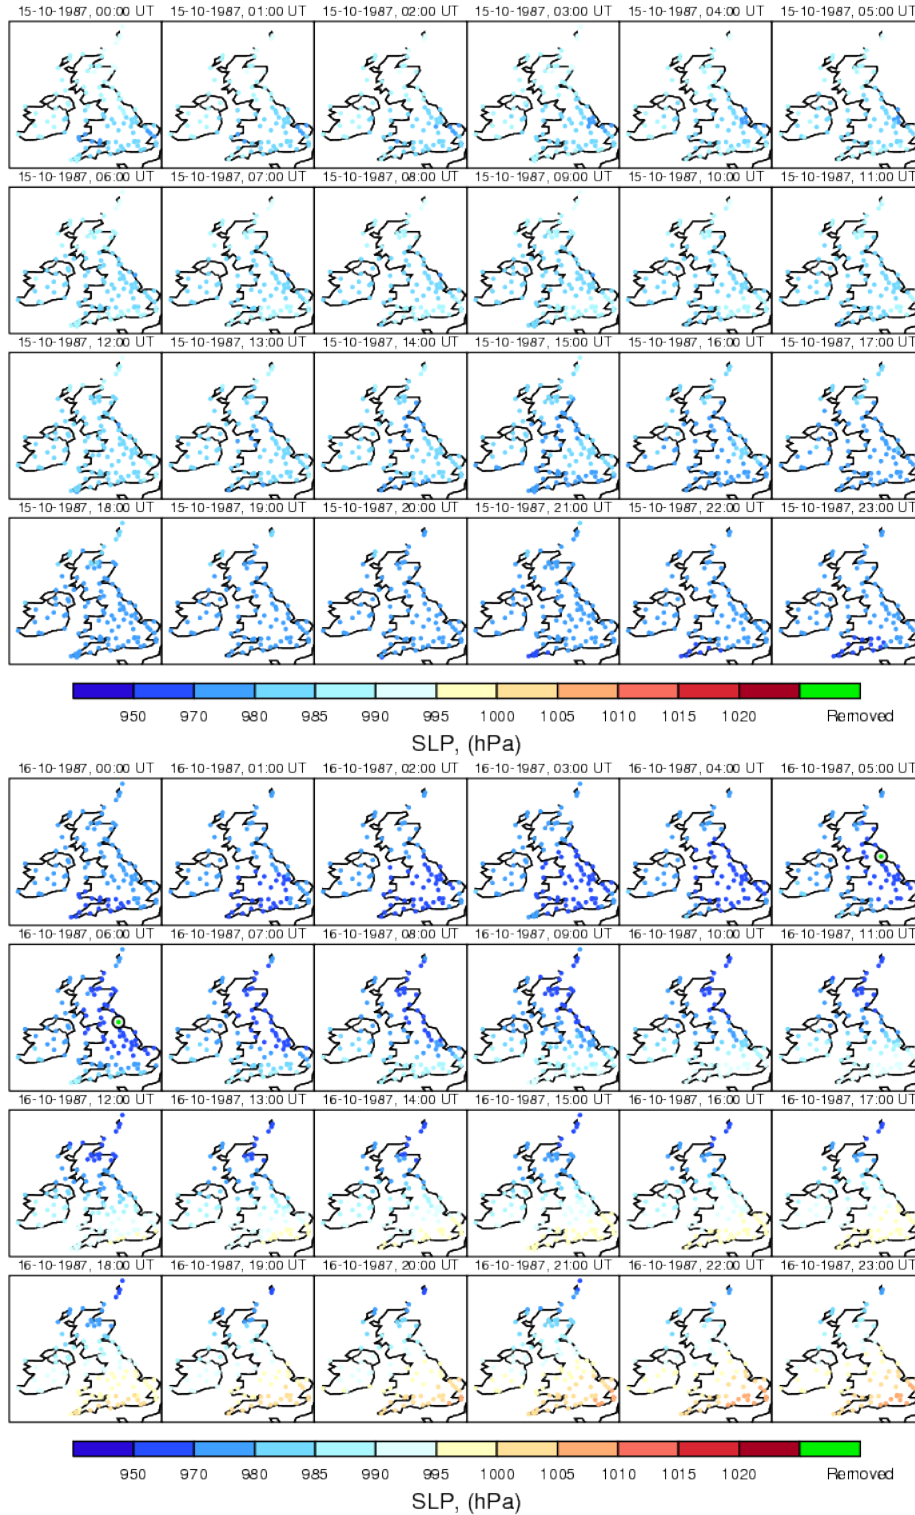 15-10-1987, 00:00 UT 15-10-1987, 01:00 UT 15-10-1987, 02:00 UT 15-10-1987, 03:00 UT 15-10-1987, 04:00 UT 15-10-1987, 05:00 UT
15-10-1987, 06:00 UT 15-10-1987, 07:00 UT 15-10-1987, 08:00 UT 15-10-1987, 09:00 UT 15-10-1987, 10:00 UT 15-10-1987, 11:00 UT
15-10-1987, 12:00 UT 15-10-1987, 13:00 UT 15-10-1987, 14:00 UT 15-10-1987, 15:00 UT 15-10-1987, 16:00 UT 15-10-1987, 17:00 UT
15-10-1987, 18:00 UT 15-10-1987, 19:00 UT 15-10-1987, 20:00 UT 15-10-1987, 21:00 UT 15-10-1987, 22:00 UT 15-10-1987, 23:00 UT
950 970 980 985 990 995 1000 1005 1010 1015 1020 Removed
SLP, (hPa)
16-10-1987, 00:00 UT 16-10-1987, 01:00 UT 16-10-1987, 02:00 UT 16-10-1987, 03:00 UT 16-10-1987, 04:00 UT 16-10-1987, 05:00 UT
16-10-1987, 06:00 UT 16-10-1987, 07:00 UT 16-10-1987, 08:00 UT 16-10-1987, 09:00 UT 16-10-1987, 10:00 UT 16-10-1987, 11:00 UT
16-10-1987, 12:00 UT 16-10-1987, 13:00 UT 16-10-1987, 14:00 UT 16-10-1987, 15:00 UT 16-10-1987, 16:00 UT 16-10-1987, 17:00 UT
16-10-1987, 18:00 UT 16-10-1987, 19:00 UT 16-10-1987, 20:00 UT 16-10-1987, 21:00 UT 16-10-1987, 22:00 UT 16-10-1987, 23:00 UT
950 970 980 985 990 995 1000 1005 1010 1015 1020 Removed
SLP, (hPa)